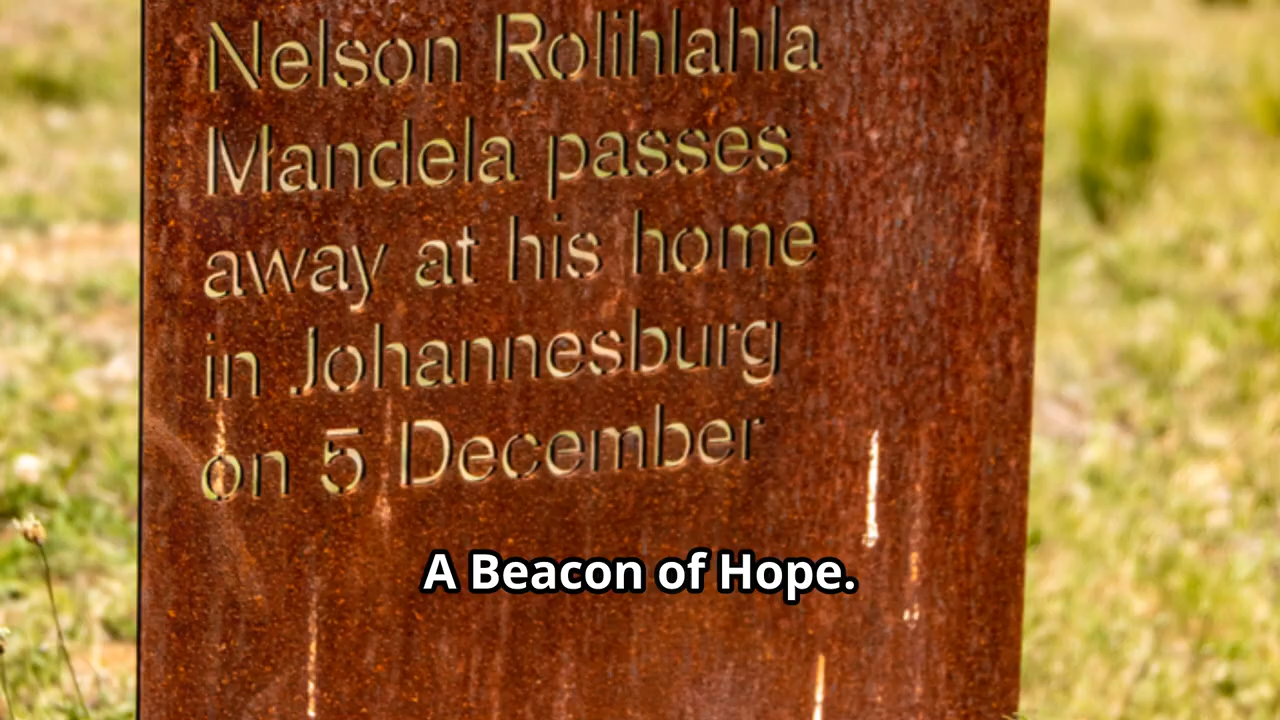 Nelson Rolihlahla
Mandela passes
away at his home
in Johannesburg
on 5 December
A Beacon of Hope.